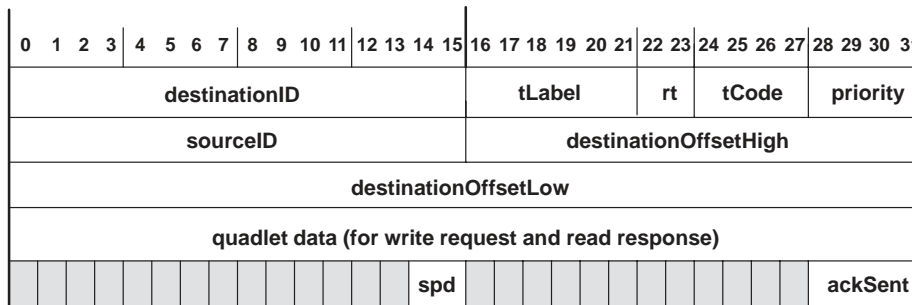 0 1 2 3 4 5 6 7 8 9 10 11 12 13 14 15 16 17 18 19 20 21 22 23 24 25 26 27 28 29 30
destinationID tLabel rt tCode priority
sourceID destinationOffsetHigh
destinationOffsetLow
quadlet data (for write request and read response)
spd ackSent